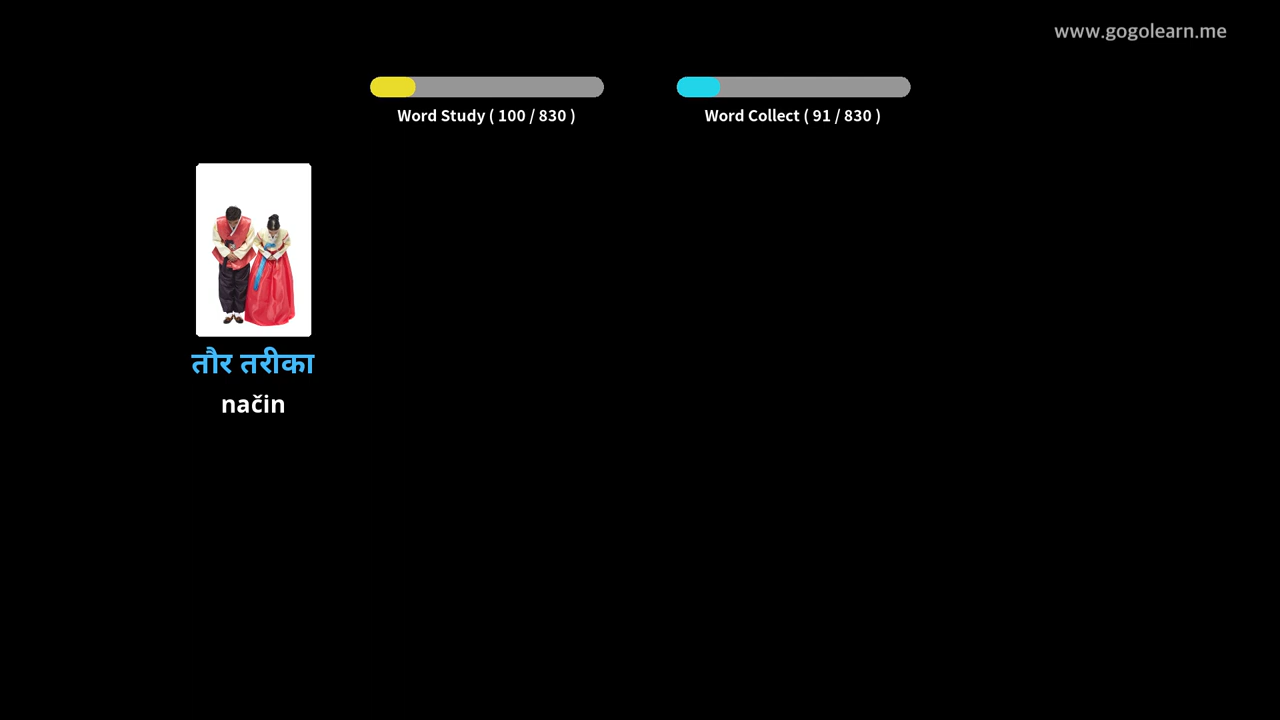 www.gogolearn.me
Word Study ( 100 / 830 )
Word Collect ( 91 / 830 )
तौर तरीका
način